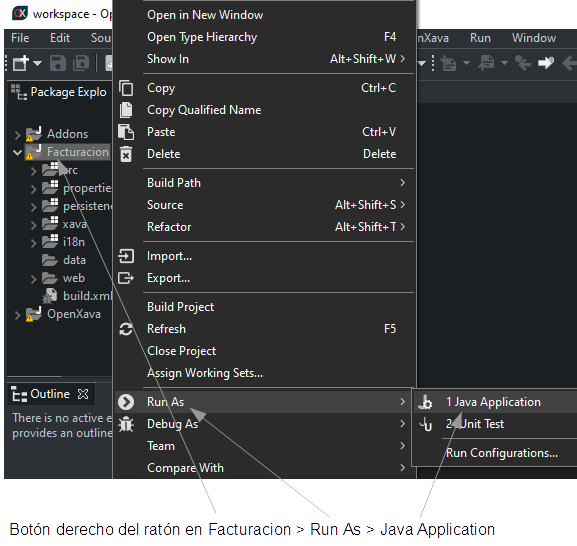 workspace - Op
File Edit Sou
Package Explo
Addons
Facturacion
src
propertie
persistenc
xava
i18n
data
web
build.xml
OpenXava
Outline
There is no active e
provides an outline
Open in New Window
Open Type Hierarchy F4
Show In Alt+Shift+W
Copy Ctrl+C
Copy Qualified Name
Paste Ctrl+V
Delete Delete
Build Path
Source Alt+Shift+S
Refactor Alt+Shift+T
Import...
Export...
Build Project
Refresh F5
Close Project
Assign Working Sets...
Run As
Debug As
Team
Compare With
enXava Run Window
1 Java Application
Unit Test
Run Configurations...
Botón derecho del ratón en Facturacion > Run As > Java Application